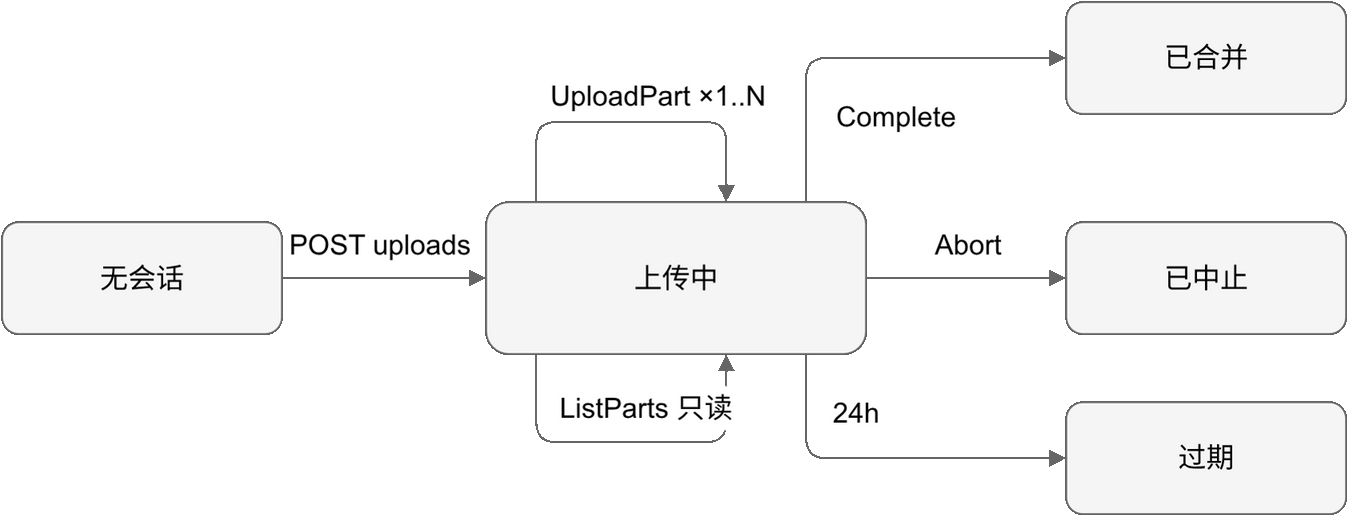 无会话
POST uploads
UploadPart ×1..N
上传中
ListParts 只读
Complete
已合并
Abort
已中止
24h
过期